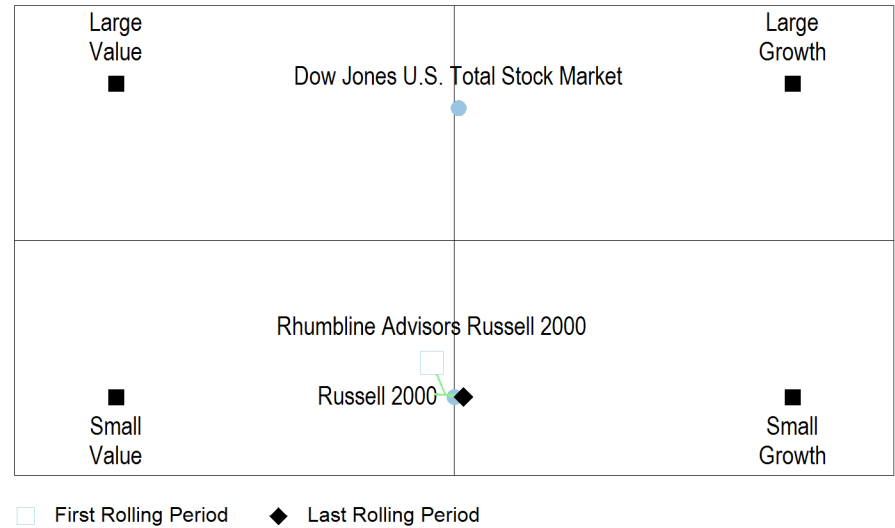 Large
Value
Large
Growth
Dow Jones U.S. Total Stock Market
Rhumbline Advisors Russell 2000
Russell 2000
Small
Value
Small
Growth
First Rolling Period
Last Rolling Period